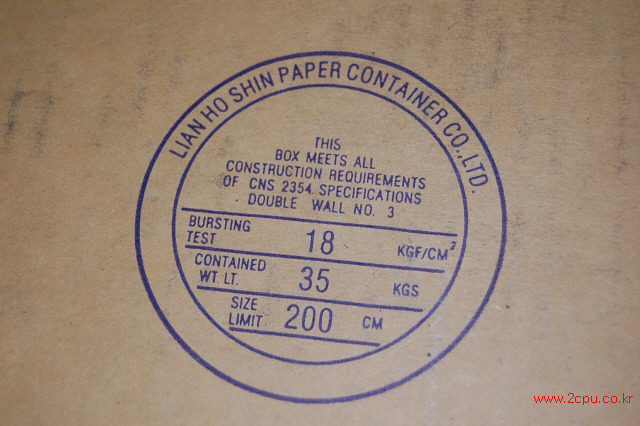 LIAN HO SHIN PAPER CONTAINER CO.,LTD.
THIS
BOX MEETS ALL
CONSTRUCTION REQUIREMENTS
OF CNS 2354 SPECIFICATIONS
DOUBLE WALL NO. 3
BURSTING TEST 18 KGF/CM²
CONTAINED WT. LT. 35 KGS
SIZE LIMIT 200 CM
www.2cpu.co.kr